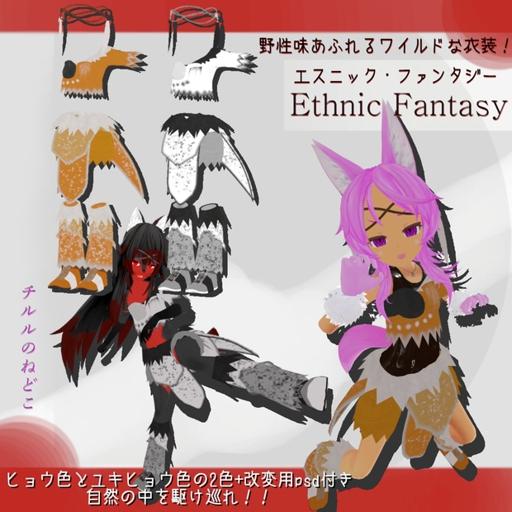 野性味あふれるワイルドな衣装！
エスニック・ファンタジー
Ethnic Fantasy
チルルのねどこ
ヒョウ色とユキヒョウ色の2色+改変用psd付き
自然の中を駆け巡れ！！